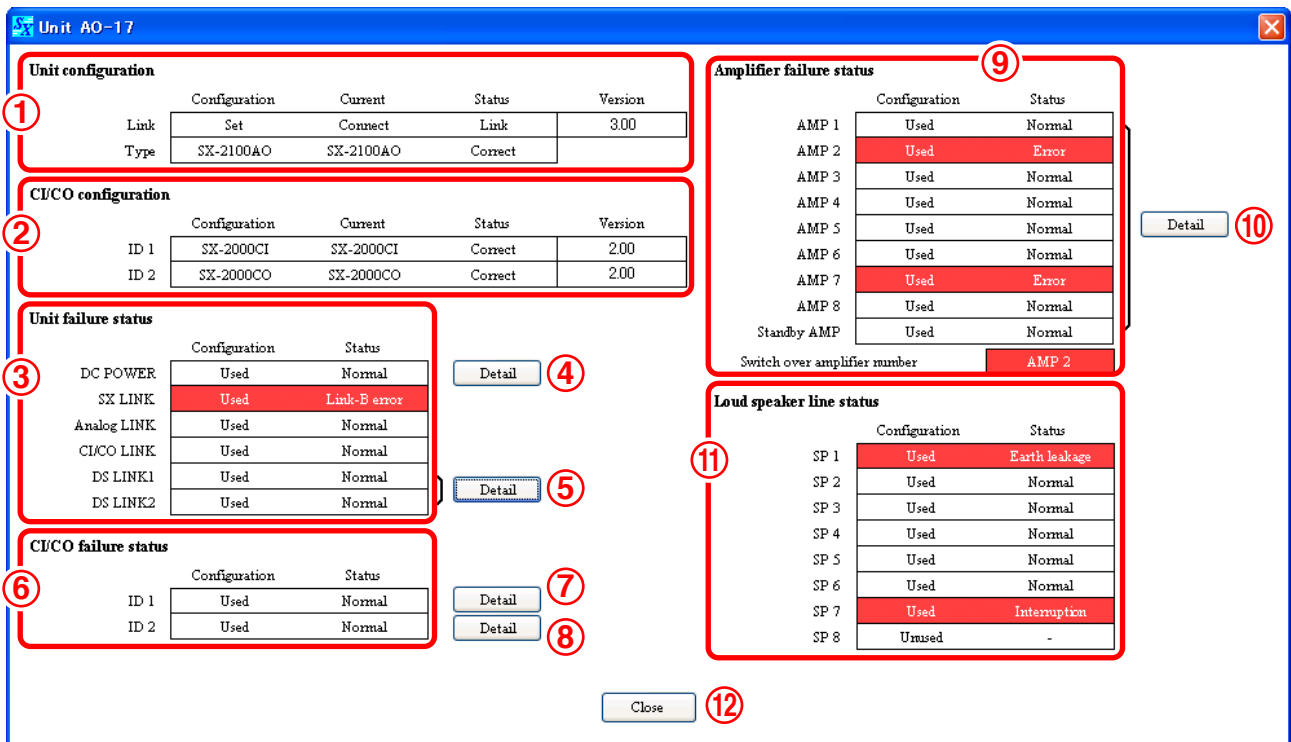 SX Unit AO-17
① Unit configuration
Configuration Current Status Version
Link Set Connect Link 3.00
Type SX-2100AO SX-2100AO Correct
② CI/CO configuration
Configuration Current Status Version
ID 1 SX-2000CI SX-2000CI Correct 2.00
ID 2 SX-2000CO SX-2000CO Correct 2.00
③ Unit failure status
Configuration Status
DC POWER Used Normal Detail ④
SX LINK Used Link-B error
Analog LINK Used Normal
CI/CO LINK Used Normal
DS LINK1 Used Normal
Detail ⑤
DS LINK2 Used Normal
⑥ CI/CO failure status
Configuration Status
ID 1 Used Normal Detail ⑦
ID 2 Used Normal Detail ⑧
Amplifier failure status ⑨
Configuration Status
AMP 1 Used Normal
AMP 2 Used Error
AMP 3 Used Normal
AMP 4 Used Normal
AMP 5 Used Normal
Detail ⑩
AMP 6 Used Normal
AMP 7 Used Error
AMP 8 Used Normal
Standby AMP Used Normal
Switch over amplifier number AMP 2
⑪ Loud speaker line status
Configuration Status
SP 1 Used Earth leakage
SP 2 Used Normal
SP 3 Used Normal
SP 4 Used Normal
SP 5 Used Normal
SP 6 Used Normal
SP 7 Used Interruption
SP 8 Unused -
Close ⑫